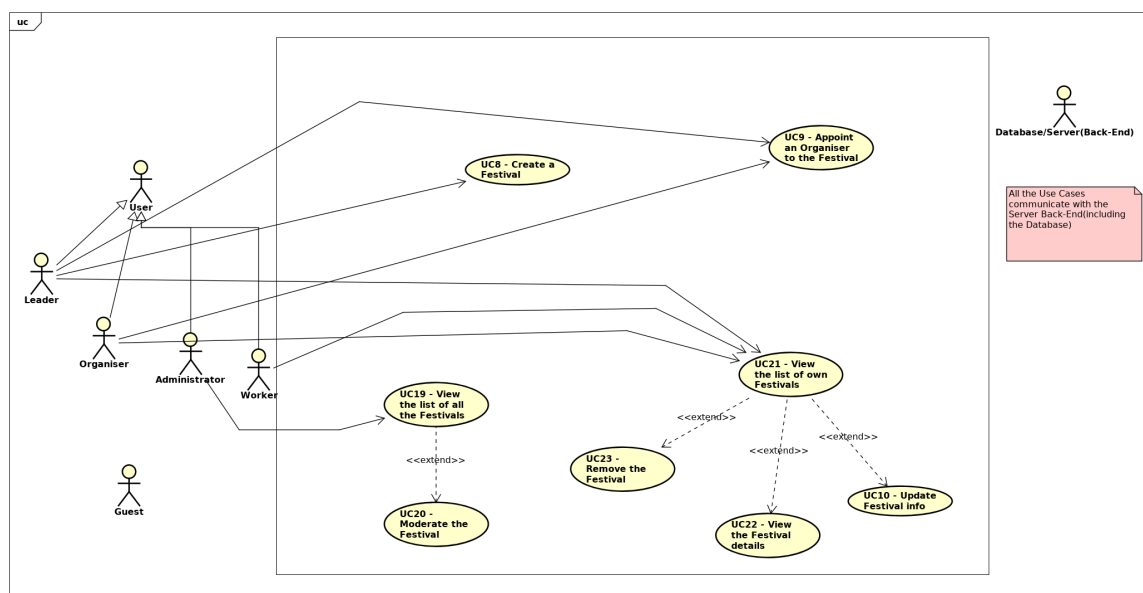 uc
Database/Server(Back-End)
UC9 - Appoint
an Organiser
to the Festival
UC8 - Create a
Festival
All the Use Cases
communicate with the
Server Back-End(including
the Database)
User
Leader
Organiser
Administrator
Worker
UC21 - View
the list of own
Festivals
UC19 - View
the list of all
the Festivals
<<extend>>
<<extend>>
<<extend>>
<<extend>>
UC23 -
Remove the
Festival
UC10 - Update
Festival info
Guest
UC20 -
Moderate the
Festival
UC22 - View
the Festival
details